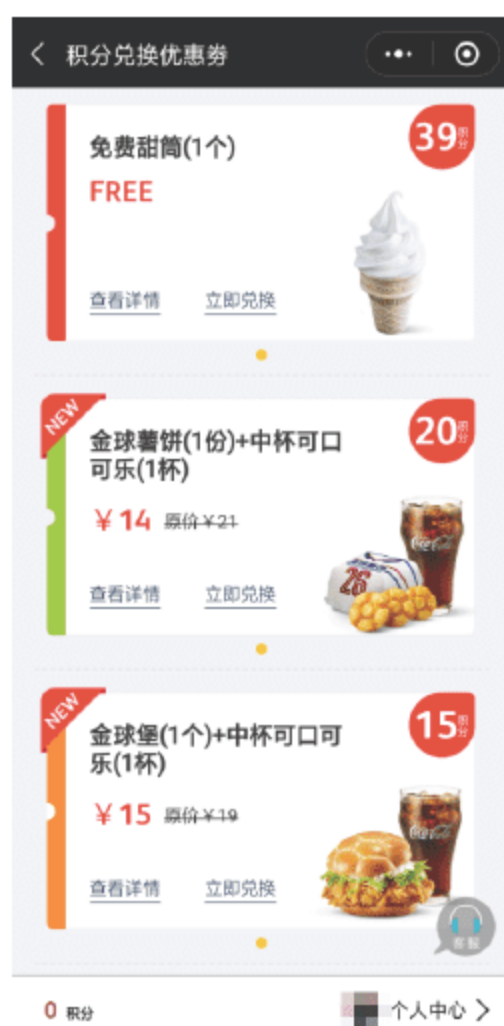 积分兑换优惠券
免费甜筒(1个)
39积分
FREE
查看详情 立即兑换
NEW
金球薯饼(1份)+中杯可口
可乐(1杯)
20积分
￥14 原价￥21
Coca-Cola
26
查看详情 立即兑换
NEW
金球堡(1个)+中杯可口可
乐(1杯)
15积分
￥15 原价￥19
Coca-Cola
查看详情 立即兑换
客服
0 积分 个人中心